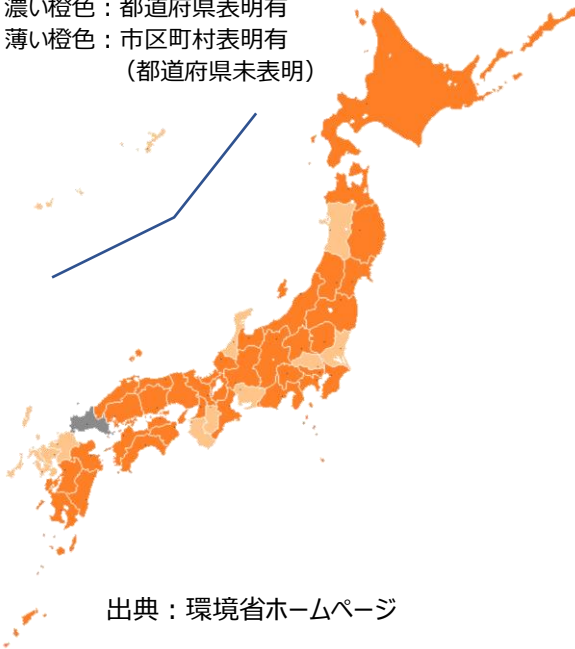 濃い橙色：都道府県表明有
薄い橙色：市区町村表明有
（都道府県未表明）
出典：環境省ホームページ